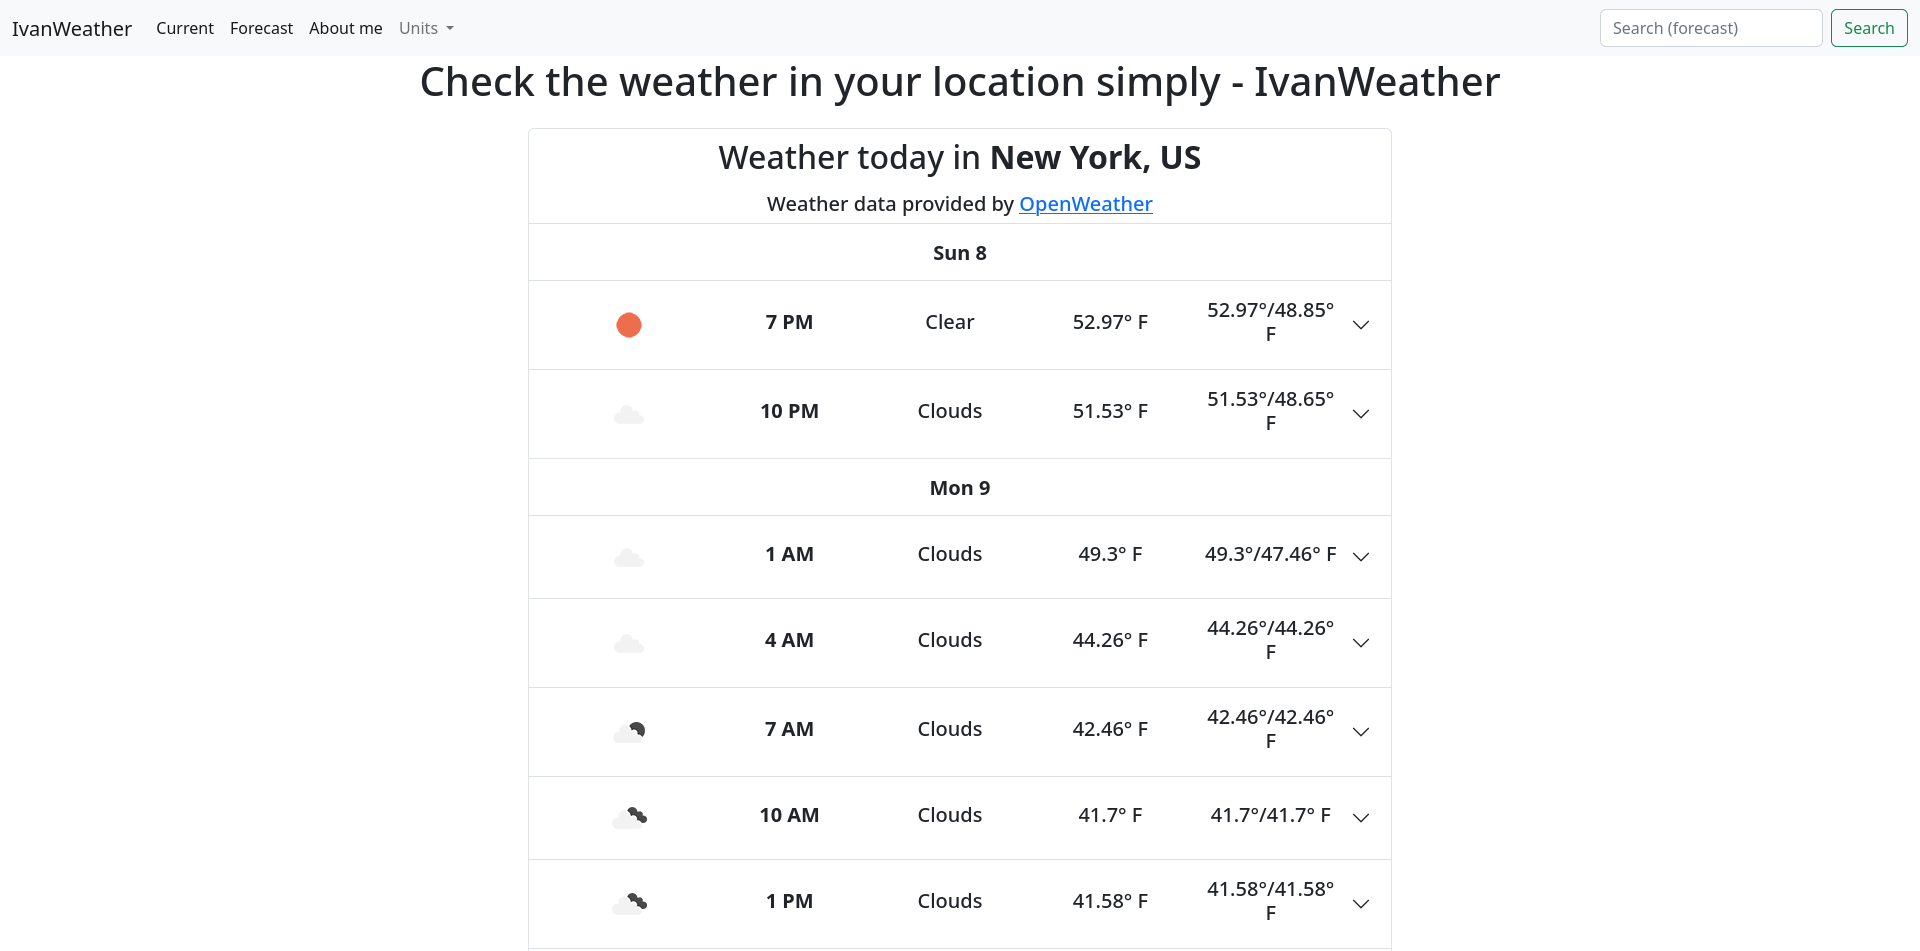 IvanWeather Current Forecast About me Units Search (forecast) Search
Check the weather in your location simply - IvanWeather
Weather today in New York, US
Weather data provided by OpenWeather
Sun 8
7 PM Clear 52.97° F 52.97°/48.85° F
10 PM Clouds 51.53° F 51.53°/48.65° F
Mon 9
1 AM Clouds 49.3° F 49.3°/47.46° F
4 AM Clouds 44.26° F 44.26°/44.26° F
7 AM Clouds 42.46° F 42.46°/42.46° F
10 AM Clouds 41.7° F 41.7°/41.7° F
1 PM Clouds 41.58° F 41.58°/41.58° F